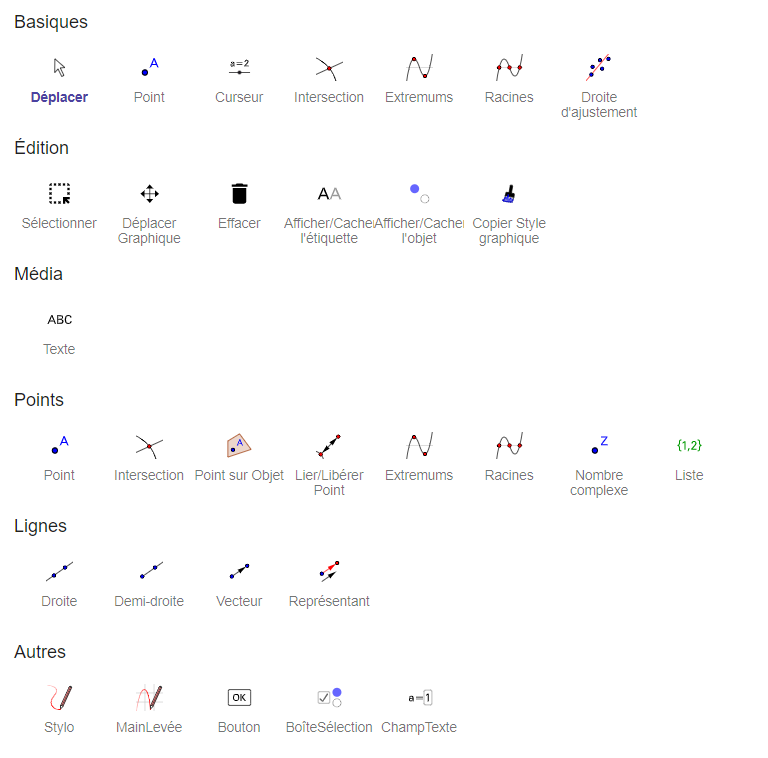 Basiques
A
a=2
Déplacer Point Curseur Intersection Extremums Racines Droite
d'ajustement
Édition
AA
Sélectionner Déplacer Effacer Afficher/Cache Afficher/Cacher Copier Style
Graphique l'étiquette l'objet graphique
Média
ABC
Texte
Points
A A Z {1,2}
Point Intersection Point sur Objet Lier/Libérer Extremums Racines Nombre Liste
Point complexe
Lignes
Droite Demi-droite Vecteur Représentant
Autres
OK a=1
Stylo MainLevée Bouton BoîteSélection ChampTexte